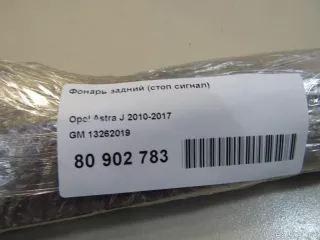 Фонарь задний (стоп сигнал)
Opel Astra J 2010-2017
GM 13262019
80 902 783